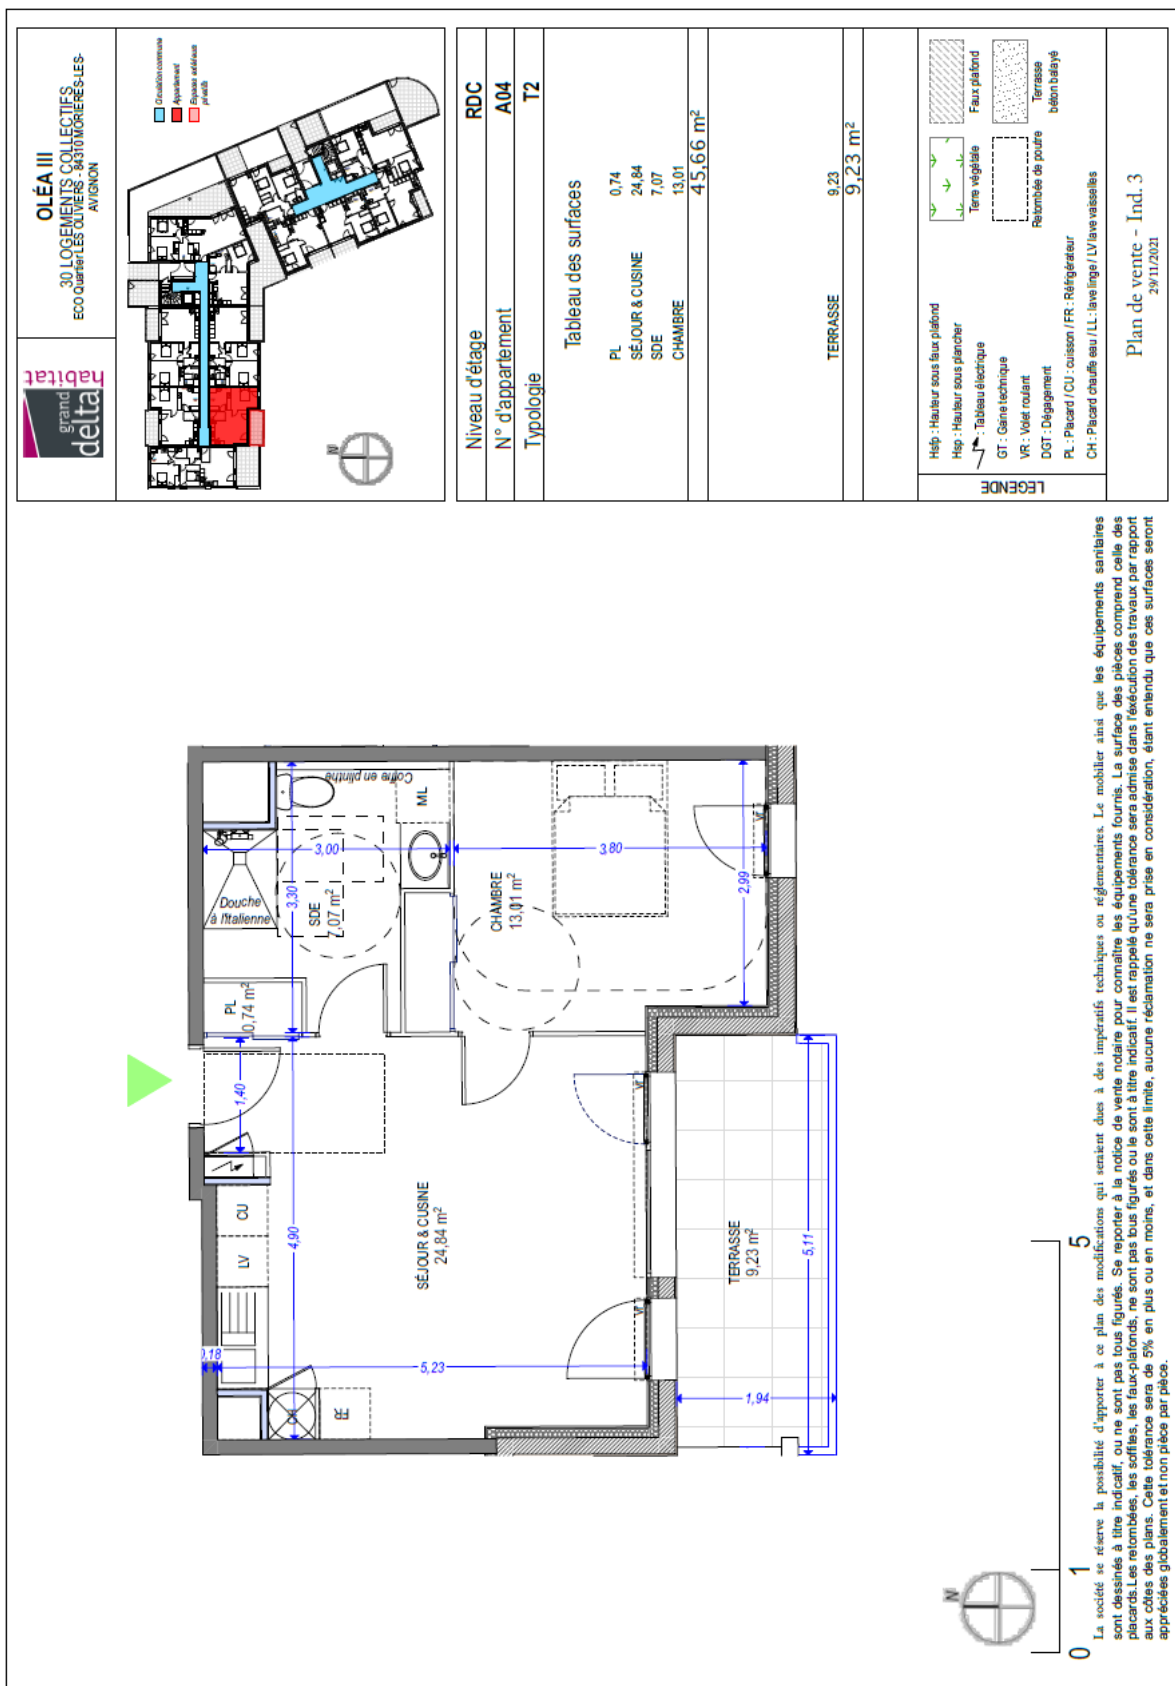 grand
delta
habitat
OLÉA III
30 LOGEMENTS COLLECTIFS
ECO Quartier LES OLIVIERS - 84310 MORIERES-LES-
AVIGNON
Circulation commune
Appartement
Espaces extérieurs
privatifs
N
Niveau d'étage RDC
N° d'appartement A04
Typologie T2
Tableau des surfaces
PL 0,74
SÉJOUR & CUSINE 24,84
SDE 7,07
CHAMBRE 13,01
45,66 m²
TERRASSE 9,23
9,23 m²
LEGENDE
Hsfp : Hauteur sous faux plafond
Hsp : Hauteur sous plancher
: Tableau électrique
GT : Gaine technique
VR : Volet roulant
DGT : Dégagement
PL : Placard / CU : cuisson / FR : Réfrigérateur
CH : Placard chauffe eau / LL : lave linge / LV lave vaisselles
Terre végétale
Faux plafond
Retombée de poutre
Terrasse
béton balayé
Plan de vente - Ind. 3
29/11/2021
Coffre en plinthe
ML
3,00
3,80
Douche
à l'italienne
3,30
SDE
7,07 m²
CHAMBRE
13,01 m²
2,99
VR
PL
0,74 m²
1,40
CU
LV
4,90
SÉJOUR & CUSINE
24,84 m²
VR
VR
TERRASSE
9,23 m²
5,11
0,18
5,23
1,94
N
0 1 5
La société se réserve la possibilité d'apporter à ce plan des modifications qui seraient dues à des impératifs techniques ou réglementaires. Le mobilier ainsi que les équipements sanitaires
sont dessinés à titre indicatif, ou ne sont pas tous figurés. Se reporter à la notice de vente notaire pour connaître les équipements fournis. La surface des pièces comprend celle des
placards.Les retombées, les soffites, les faux-plafonds, ne sont pas tous figurés ou le sont à titre indicatif. Il est rappelé qu'une tolérance sera admise dans l'éxécution des travaux par rapport
aux côtes des plans. Cette tolérance sera de 5% en plus ou en moins, et dans cette limite, aucune réclamation ne sera prise en considération, étant entendu que ces surfaces seront
appréciées globalement et non pièce par pièce.